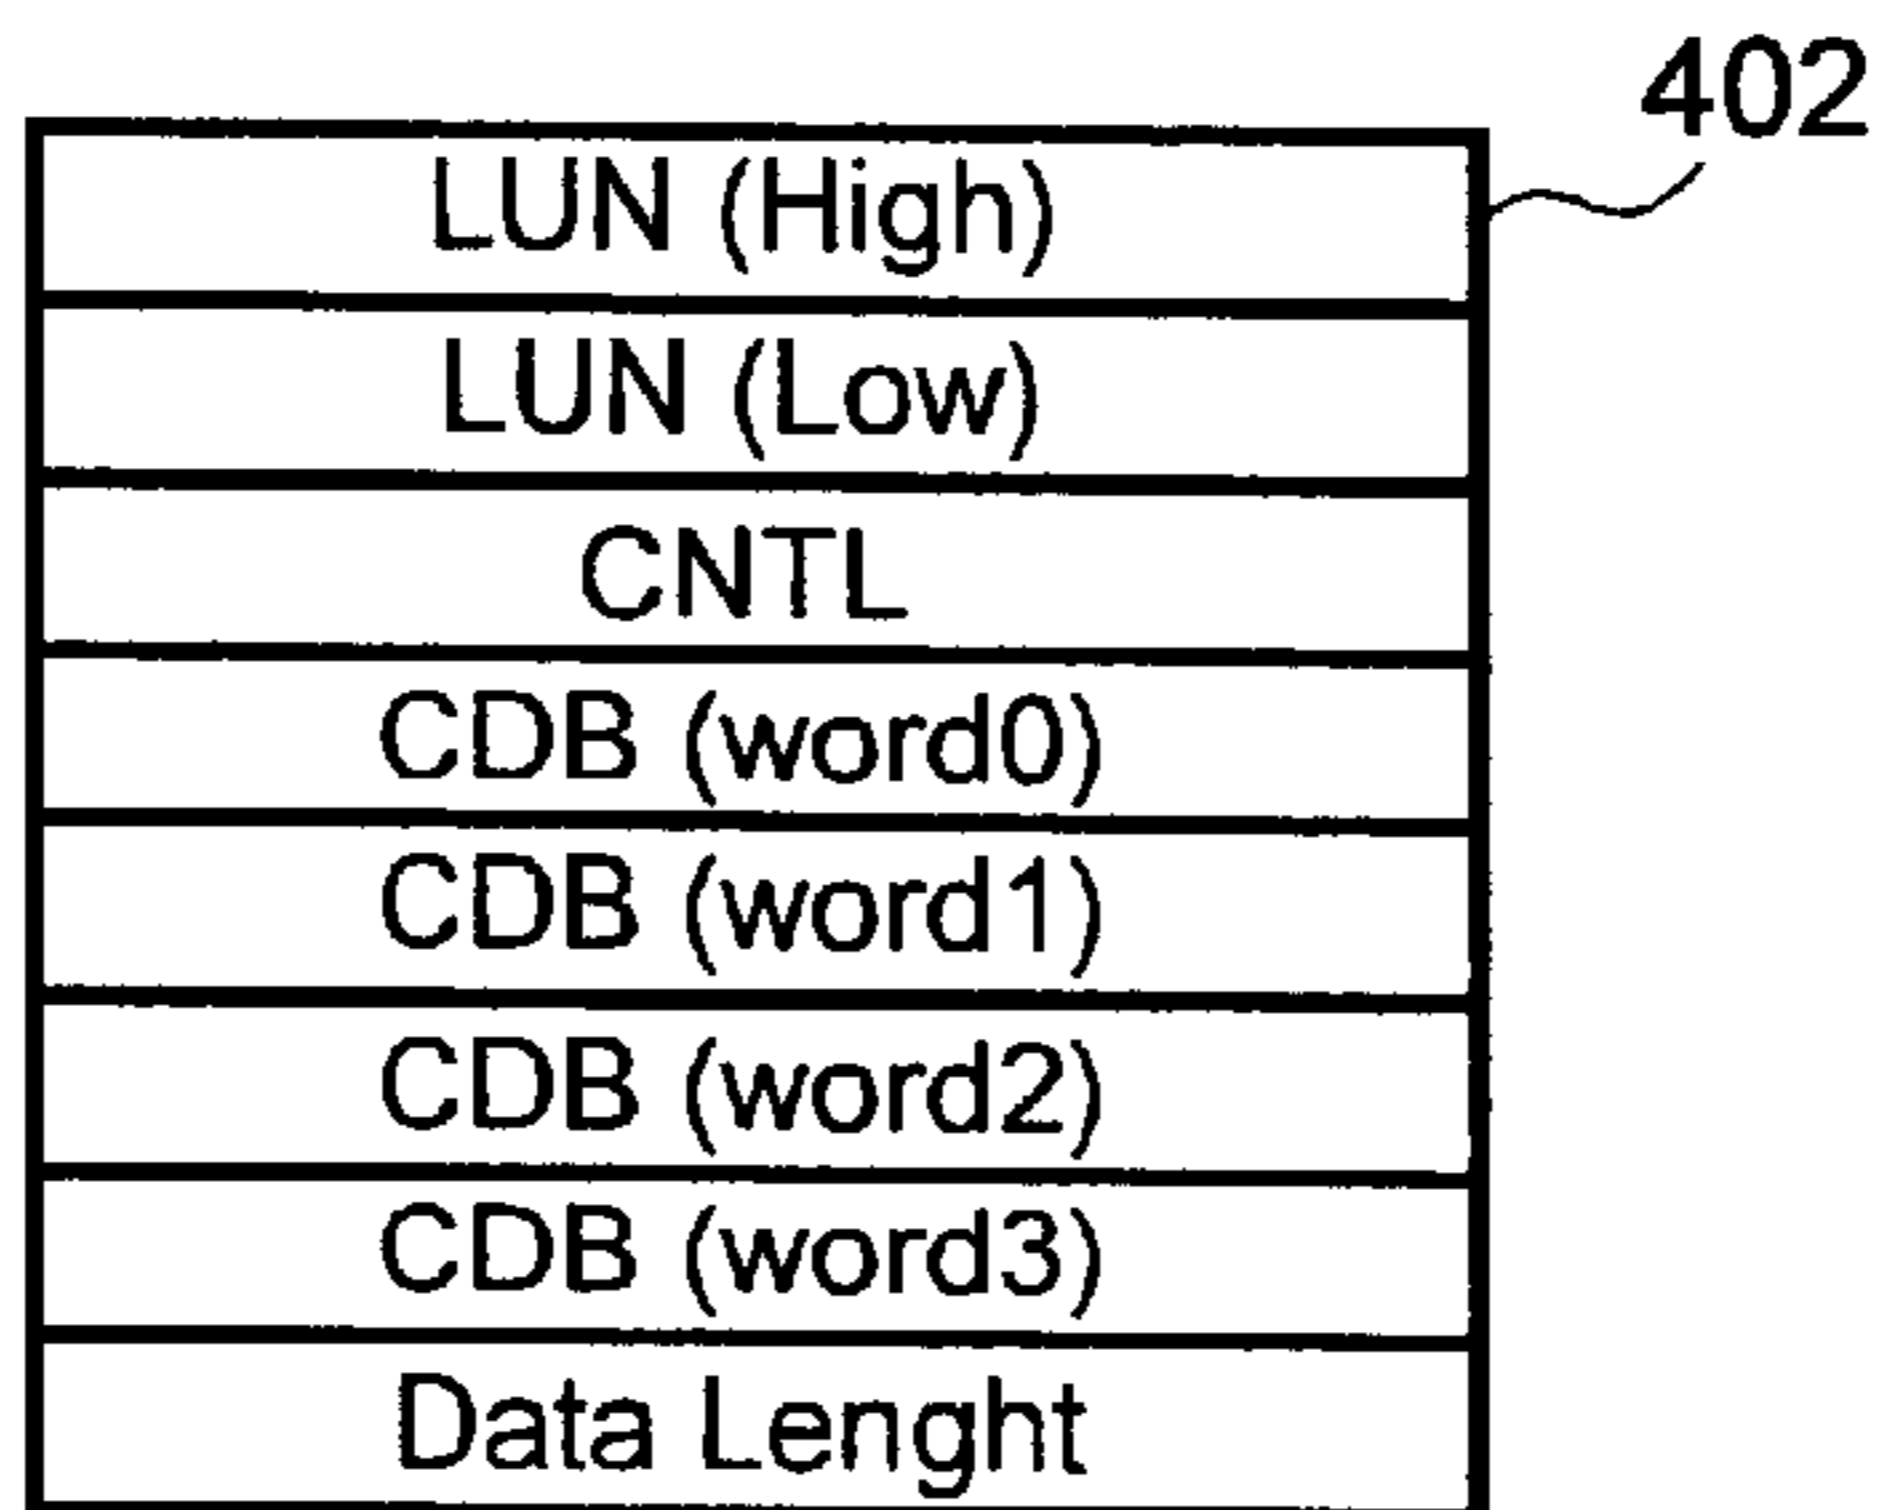 402
LUN (High)
LUN (Low)
CNTL
CDB (word0)
CDB (word1)
CDB (word2)
CDB (word3)
Data Lenght